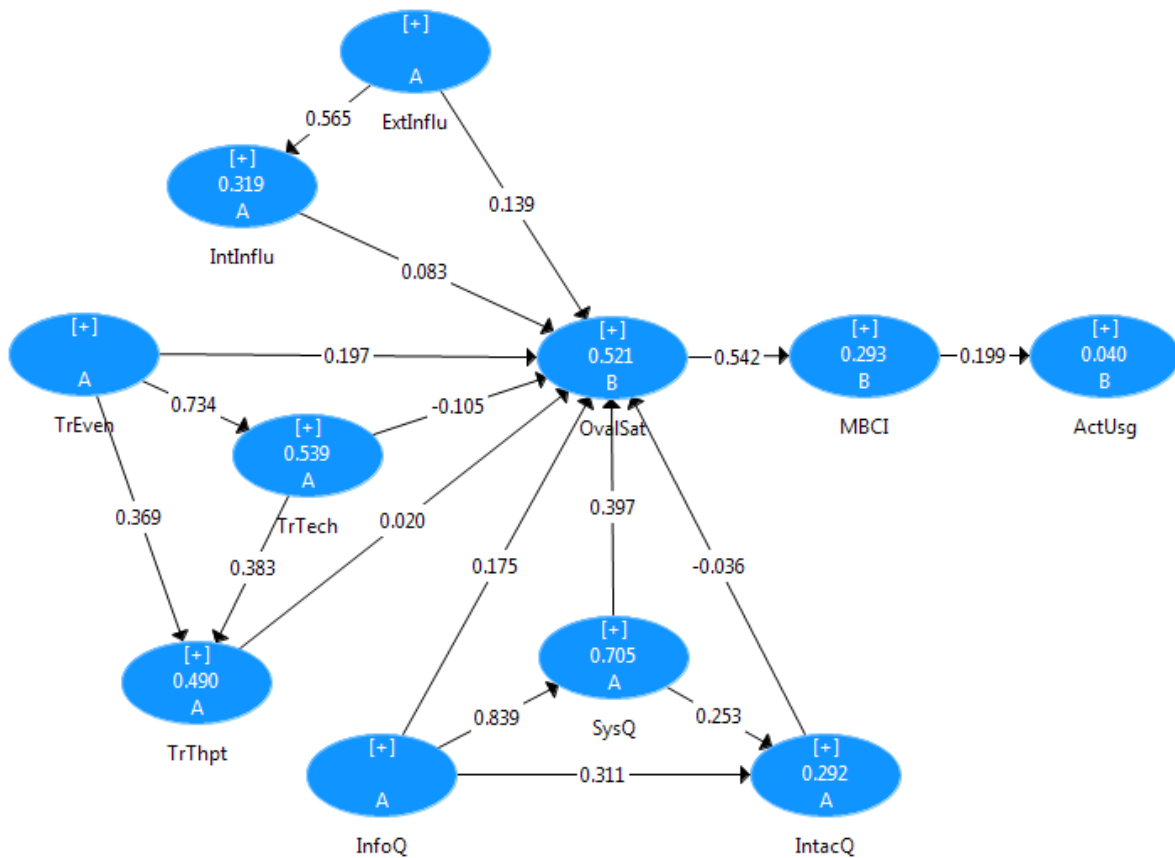 [+]
A
ExtInflu
0.565
[+]
0.319
A
IntInflu
0.139
0.083
[+]
A
TrEven
0.197
[+]
0.521
B
OvalSat
0.542
[+]
0.293
B
MBCI
0.199
[+]
0.040
B
ActUsg
0.734
-0.105
[+]
0.539
A
TrTech
0.369
0.383
0.020
0.397
0.175
-0.036
[+]
0.490
A
TrThpt
[+]
0.705
A
SysQ
0.839
0.253
[+]
A
InfoQ
0.311
[+]
0.292
A
IntacQ